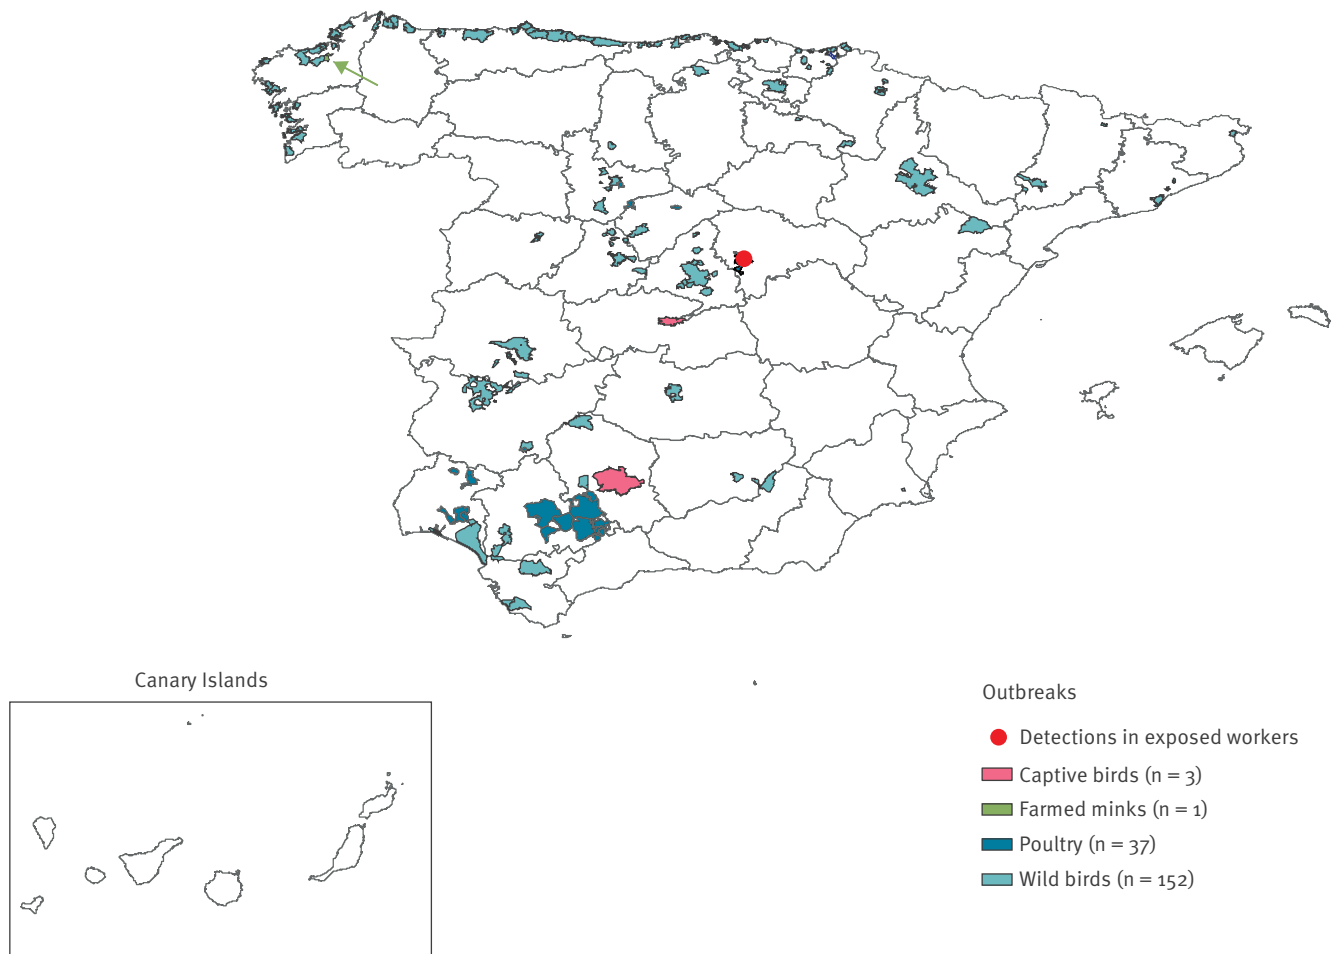 Canary Islands
Outbreaks
Detections in exposed workers
Captive birds (n = 3)
Farmed minks (n = 1)
Poultry (n = 37)
Wild birds (n = 152)